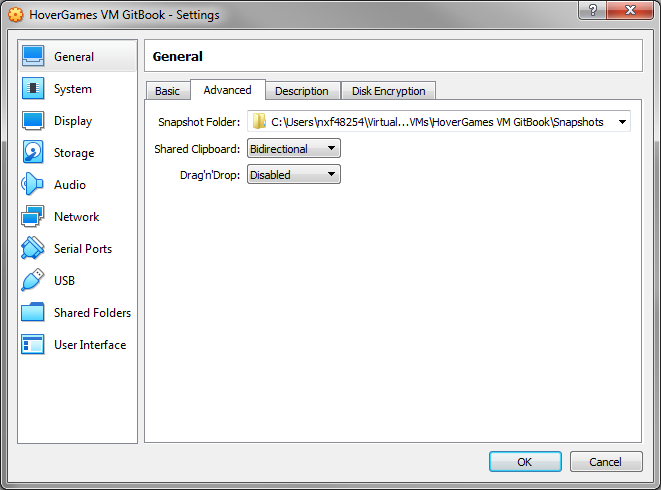 HoverGames VM GitBook - Settings
General
System
Display
Storage
Audio
Network
Serial Ports
USB
Shared Folders
User Interface
General
Basic Advanced Description Disk Encryption
Snapshot Folder: C:\Users\nxf48254\Virtual...VMs\HoverGames VM GitBook\Snapshots
Shared Clipboard: Bidirectional
Drag'n'Drop: Disabled
OK Cancel